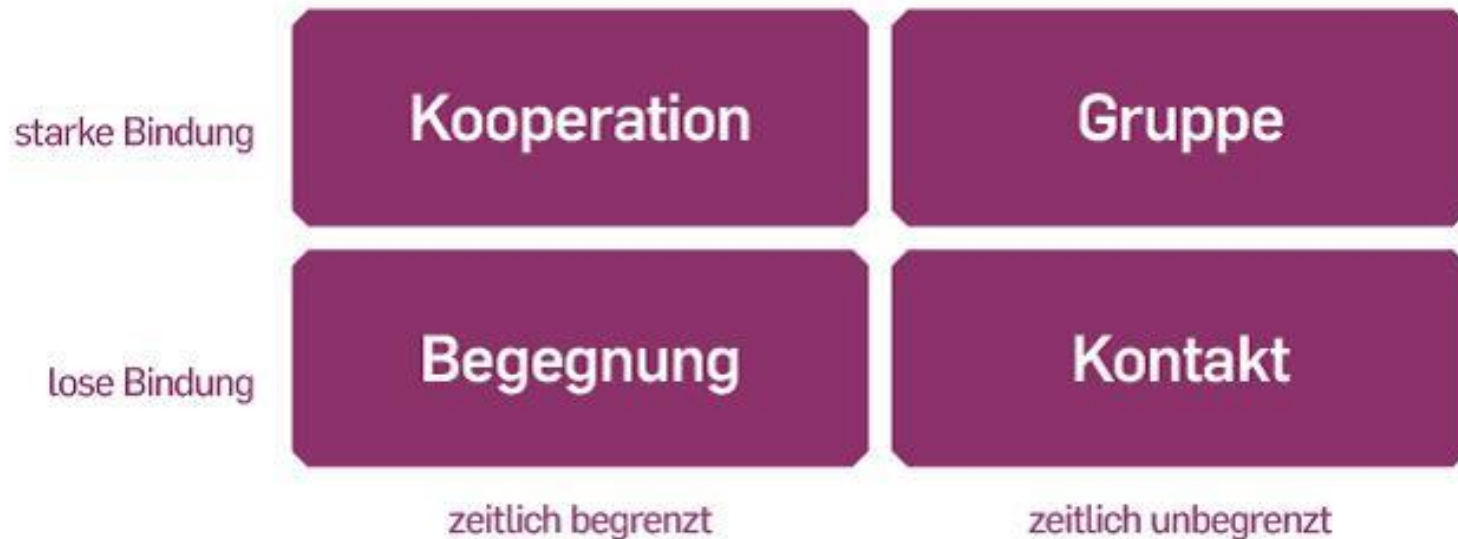 starke Bindung
Kooperation
Gruppe
lose Bindung
Begegnung
Kontakt
zeitlich begrenzt
zeitlich unbegrenzt